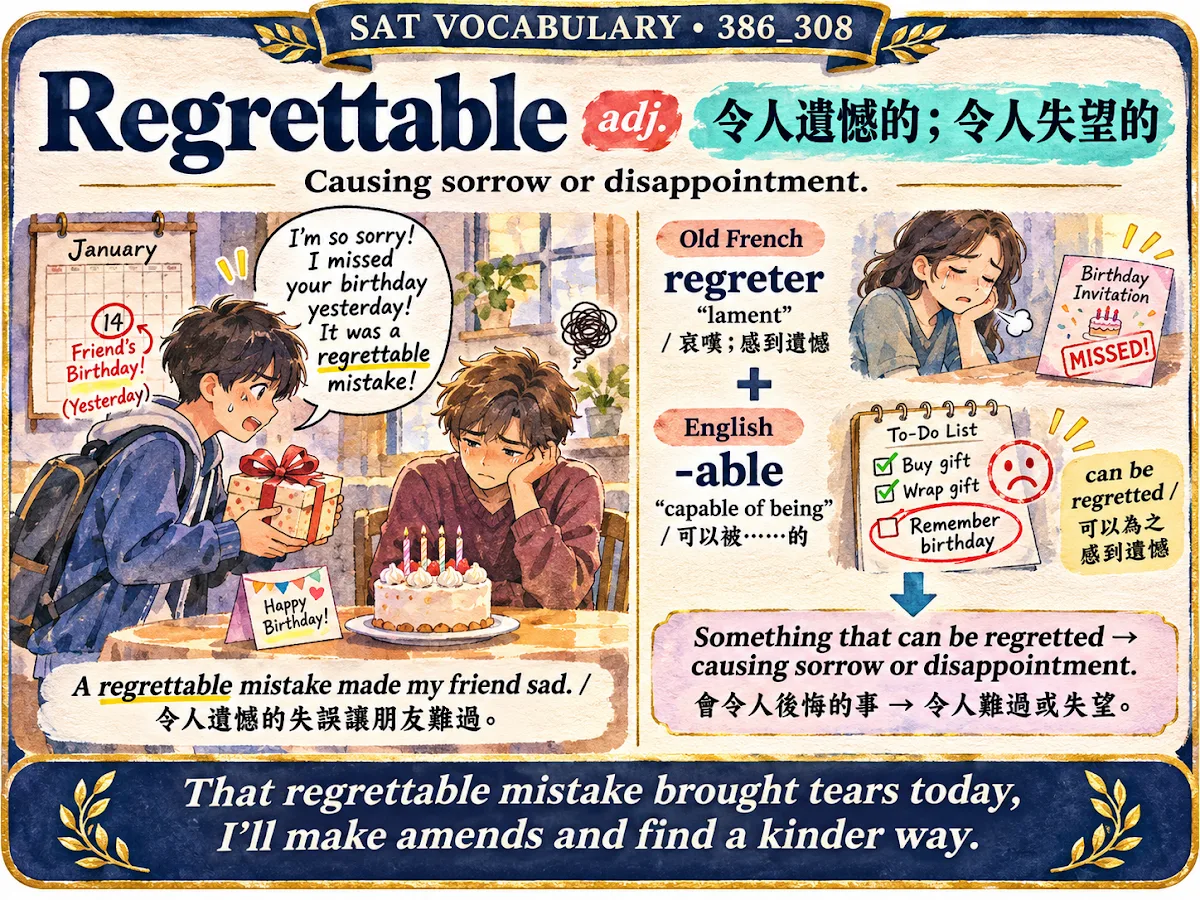 SAT VOCABULARY • 386_308
Regrettable adj. 令人遺憾的；令人失望的
Causing sorrow or disappointment.
January
14
Friend's
Birthday!
(Yesterday)
I'm so sorry!
I missed
your birthday
yesterday!
It was a
regrettable
mistake!
Happy
Birthday!
A regrettable mistake made my friend sad. /
令人遺憾的失誤讓朋友難過。
Old French
regreter
“lament”
/ 哀嘆；感到遺憾
+
English
-able
“capable of being”
/ 可以被……的
Birthday
Invitation
MISSED!
To-Do List
Buy gift
Wrap gift
Remember
birthday
can be
regretted /
可以為之
感到遺憾
Something that can be regretted →
causing sorrow or disappointment.
會令人後悔的事 → 令人難過或失望。
That regrettable mistake brought tears today,
I'll make amends and find a kinder way.